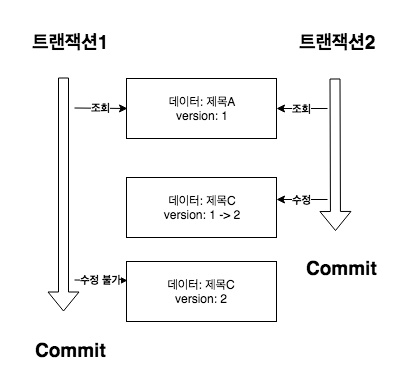 트랜잭션1
트랜잭션2
데이터: 제목A
version: 1
조회
조회
데이터: 제목C
version: 1 -> 2
수정
데이터: 제목C
version: 2
수정 불가
Commit
Commit